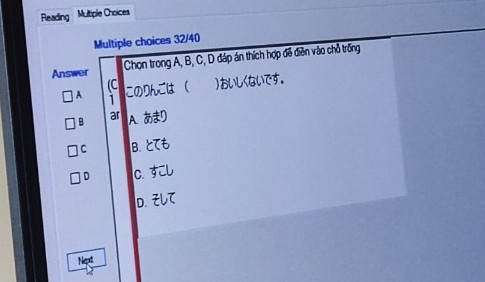 Reading Multiple Choices
Multiple choices 32/40
Answer
Chọn trong A, B, C, D đáp án thích hợp để điền vào chỗ trống
A
B
C
D
(C
1
ar
このりんごは ( )おいしくないです。
A. あまり
B. とても
C. すこし
D. そして
Next